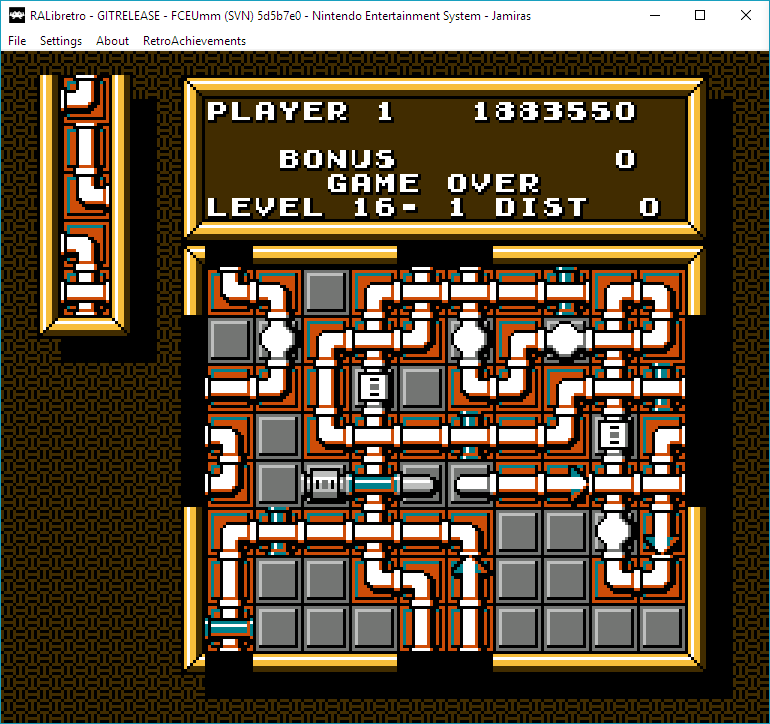 RALibretro - GITRELEASE - FCEUmm (SVN) 5d5b7e0 - Nintendo Entertainment System - Jamiras
File Settings About RetroAchievements
PLAYER 1 1883550
BONUS 0
GAME OVER
LEVEL 16- 1 DIST 0